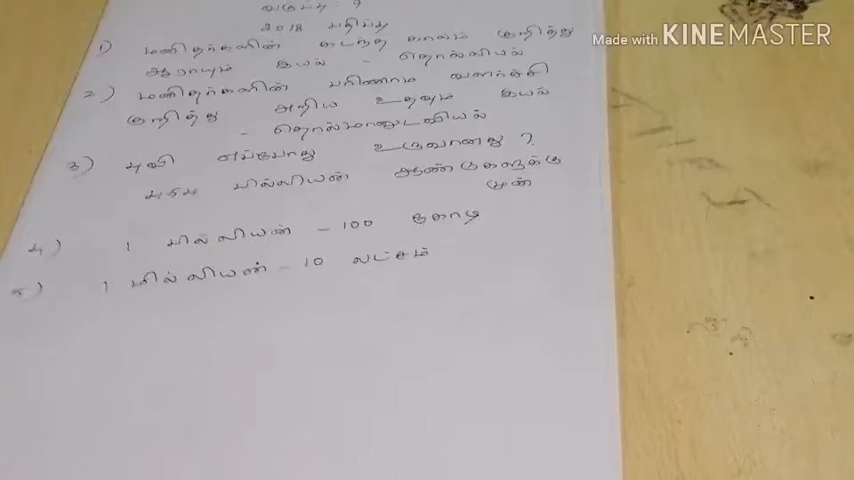 வகுப்பு : 9
2018 பதிப்பு
1) மனிதர்களின் கடந்த காலம் குறித்து
ஆராயும் இயல் - தொல்லியல்
2) மனிதர்களின் பரிணாம வளர்ச்சி
குறித்து அறிய உதவும் இயல்
- தொல்மானுடவியல்
3) புவி எப்போது உருவானது ?
மில்லியன் ஆண்டுகளுக்கு
முன்
4) 1 பில்லியன் - 100 கோடி
5) 1 மில்லியன் - 10 லட்சம்
Made with KINEMASTER